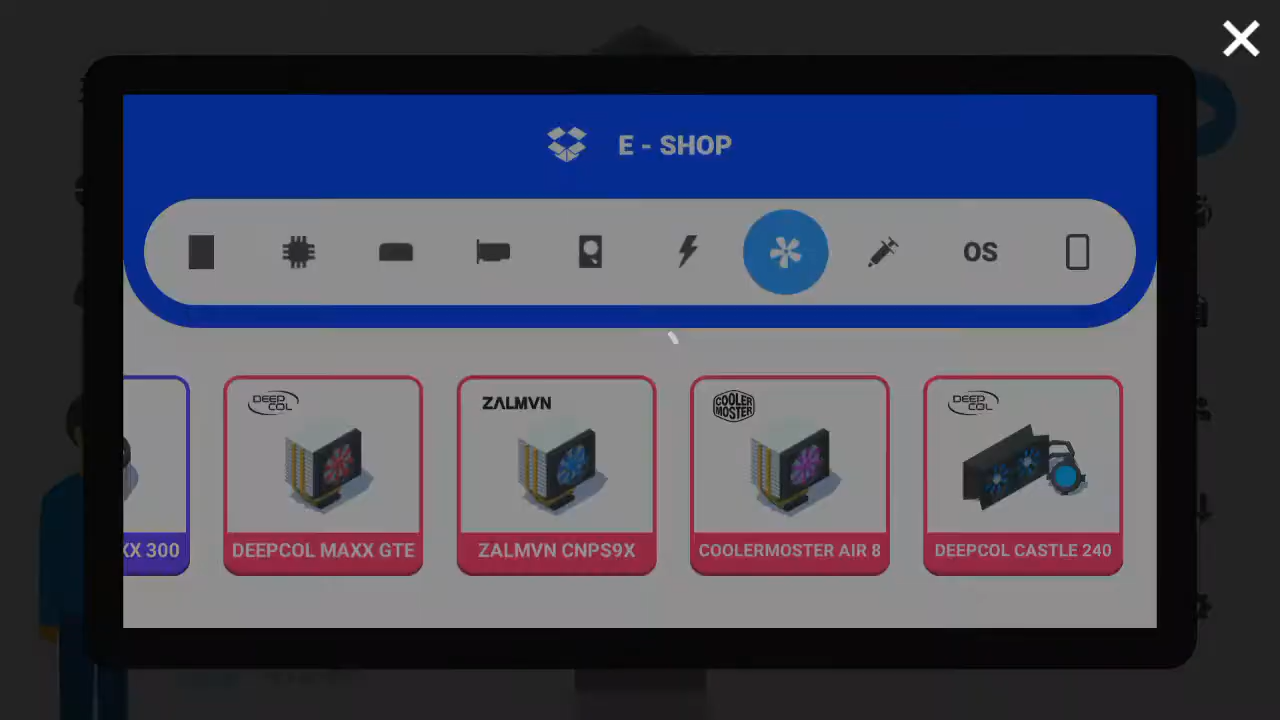 E - SHOP
OS
DEEP
COL
ZALMVN
COOLER
MOSTER
DEEP
COL
XX 300
DEEPCOL MAXX GTE
ZALMVN CNPS9X
COOLERMOSTER AIR 8
DEEPCOL CASTLE 240